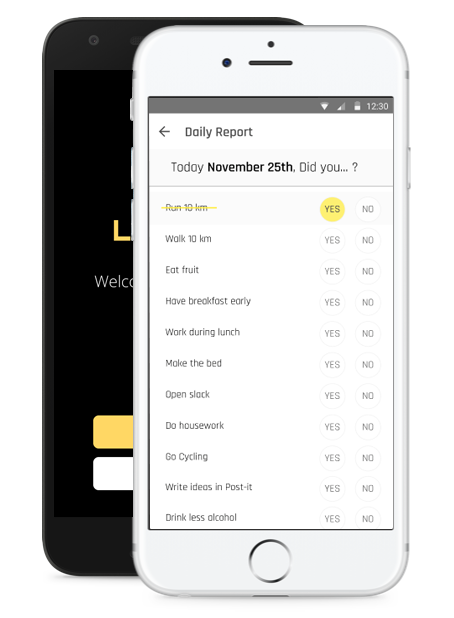 12:30
Daily Report
Today November 25th, Did you... ?
Run 10 km YES NO
Walk 10 km YES NO
Eat fruit YES NO
Have breakfast early YES NO
Work during lunch YES NO
Make the bed YES NO
Open slack YES NO
Do housework YES NO
Go Cycling YES NO
Write ideas in Post-it YES NO
Drink less alcohol YES NO
L
Welc